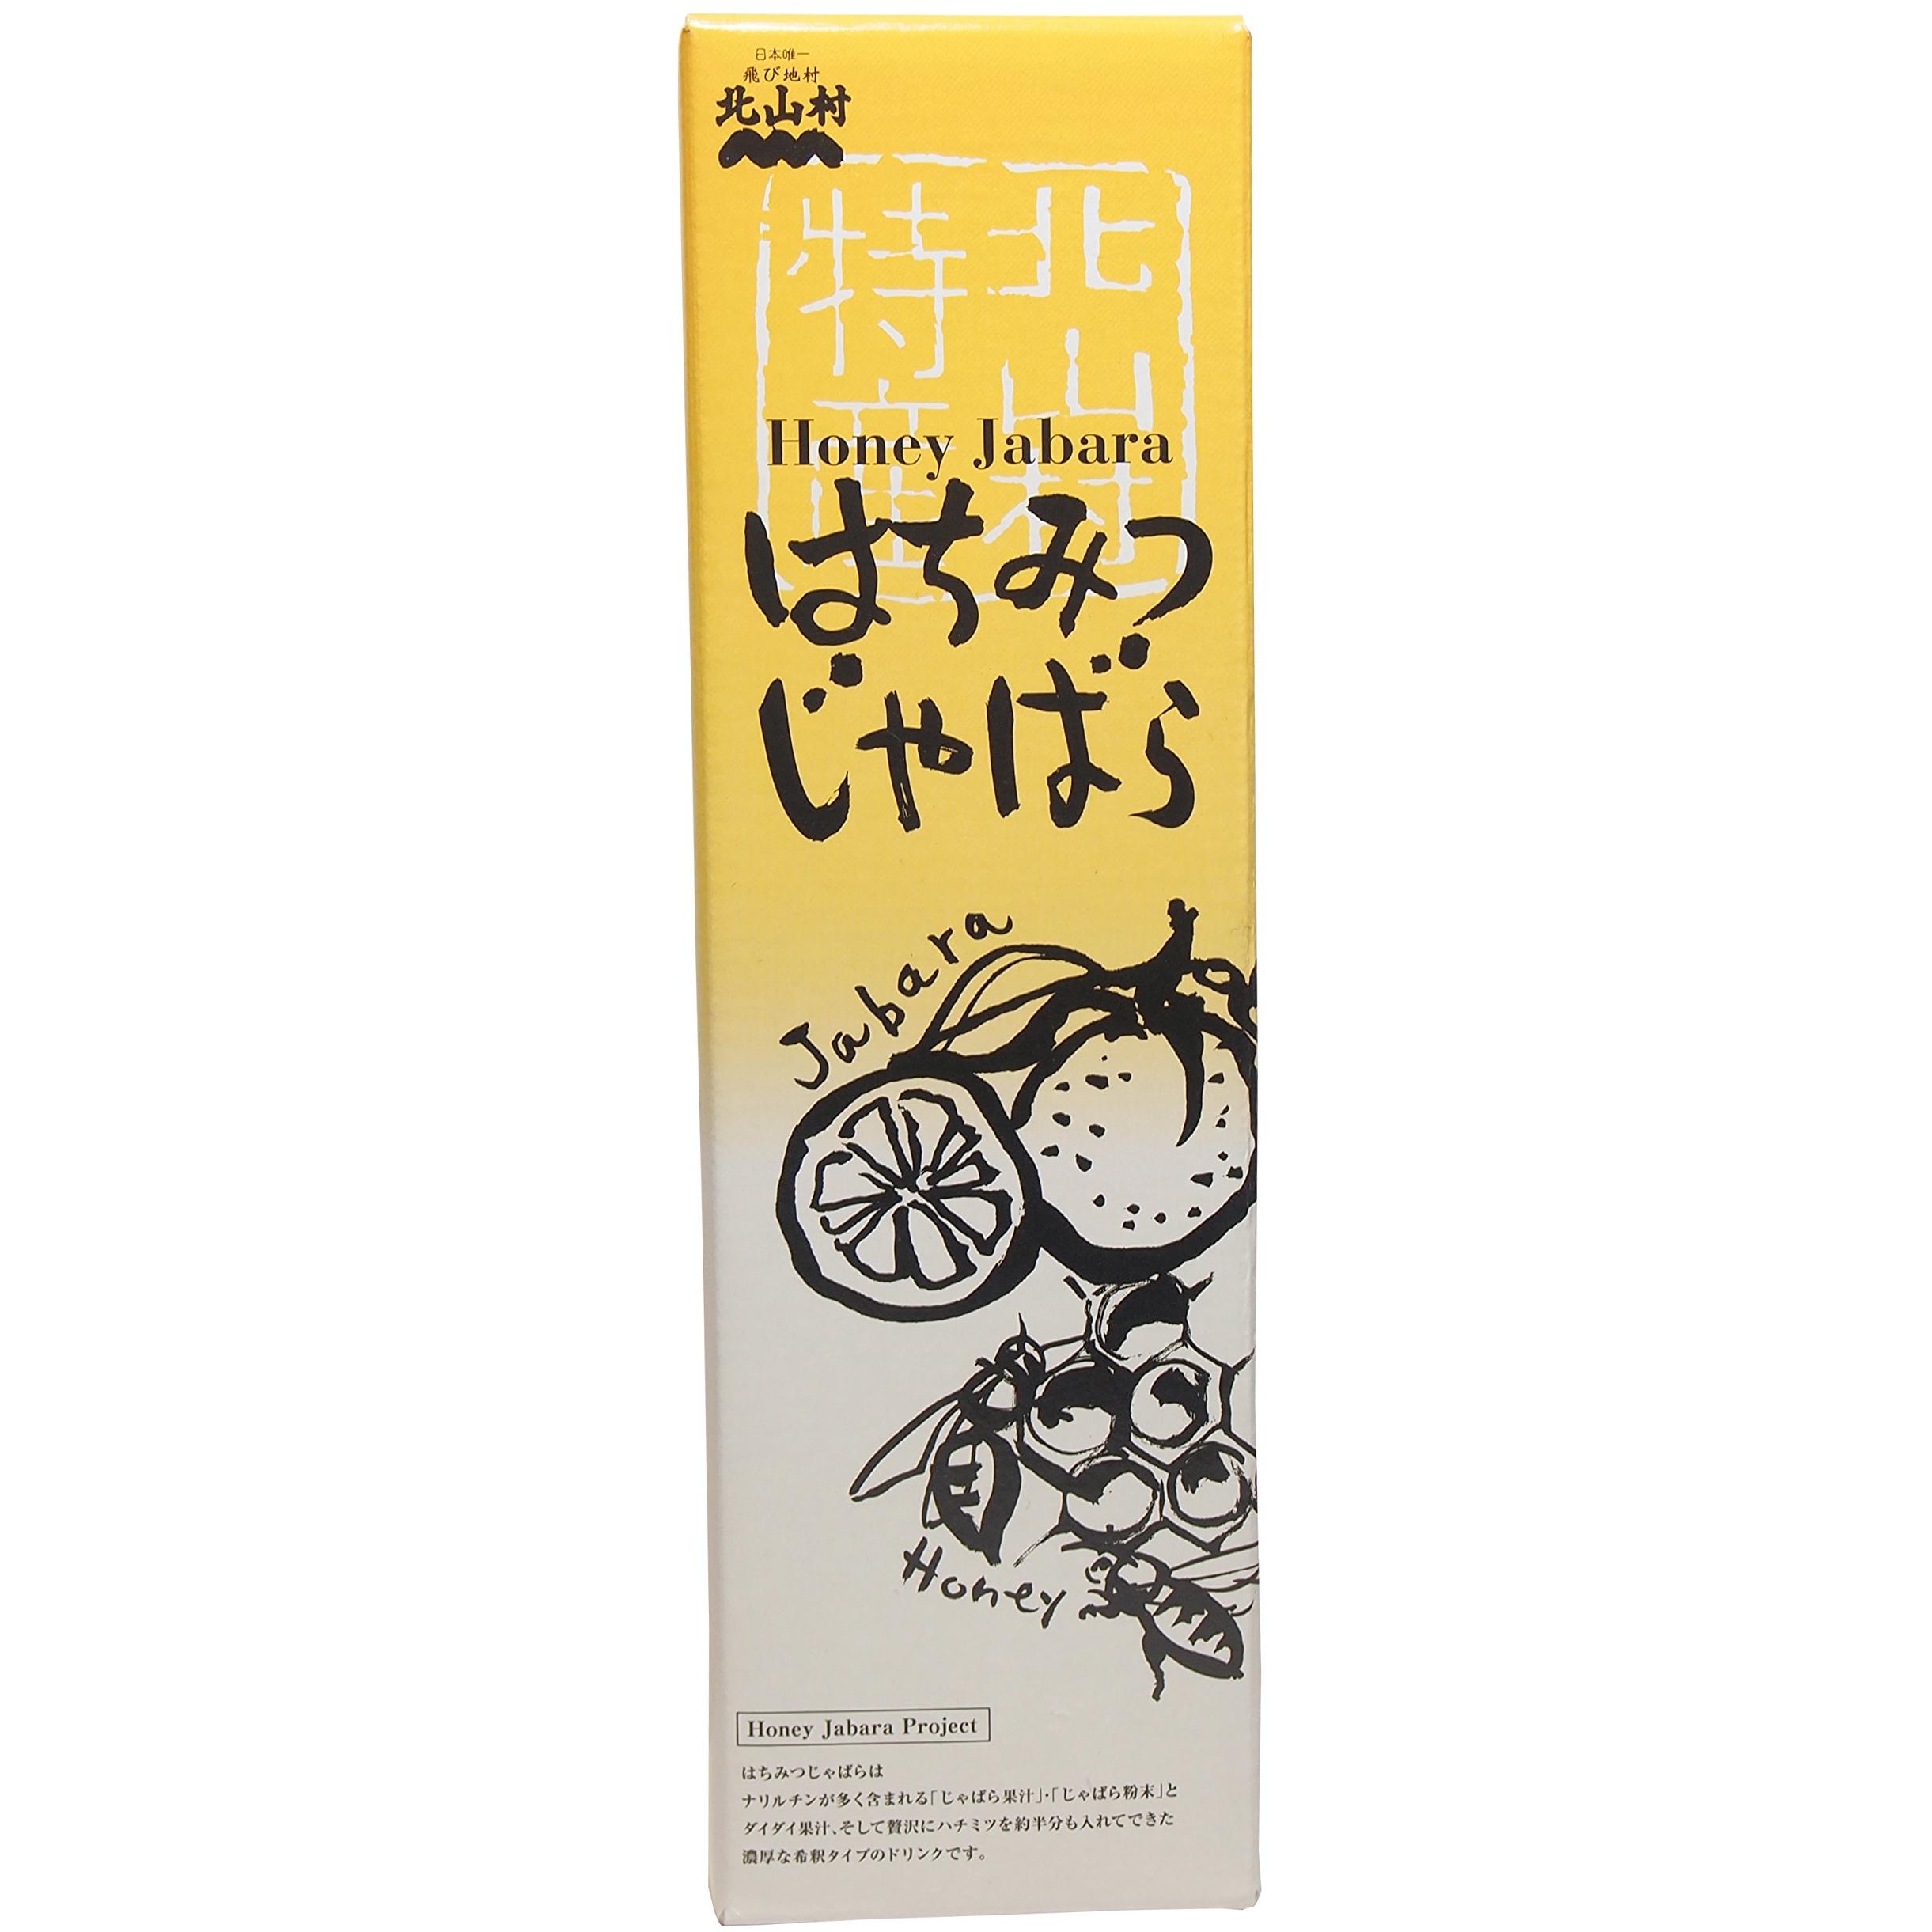 日本唯一
飛び地村
北山村
北山村
特産
Honey Jabara
はちみつ
じゃばら
Jabara
Honey
Honey Jabara Project
はちみつじゃばらは
ナリルチンが多く含まれる「じゃばら果汁」・「じゃばら粉末」と
ダイダイ果汁、そして贅沢にハチミツを約半分も入れてできた
濃厚な希釈タイプのドリンクです。